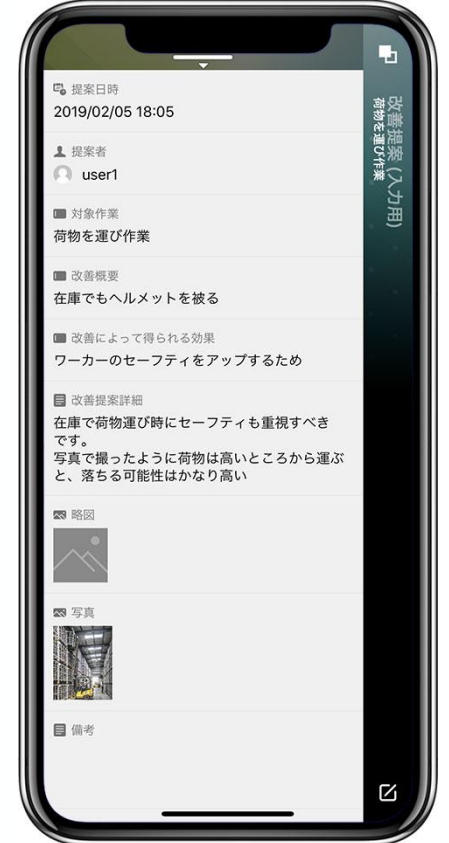 提案日時
2019/02/05 18:05
提案者
user1
対象作業
荷物を運び作業
改善概要
在庫でもヘルメットを被る
改善によって得られる効果
ワーカーのセーフティをアップするため
改善提案詳細
在庫で荷物運び時にセーフティも重視すべき
です。
写真で撮ったように荷物は高いところから運ぶ
と、落ちる可能性はかなり高い
略図
写真
備考
改善提案 (入力用)
荷物を運び作業